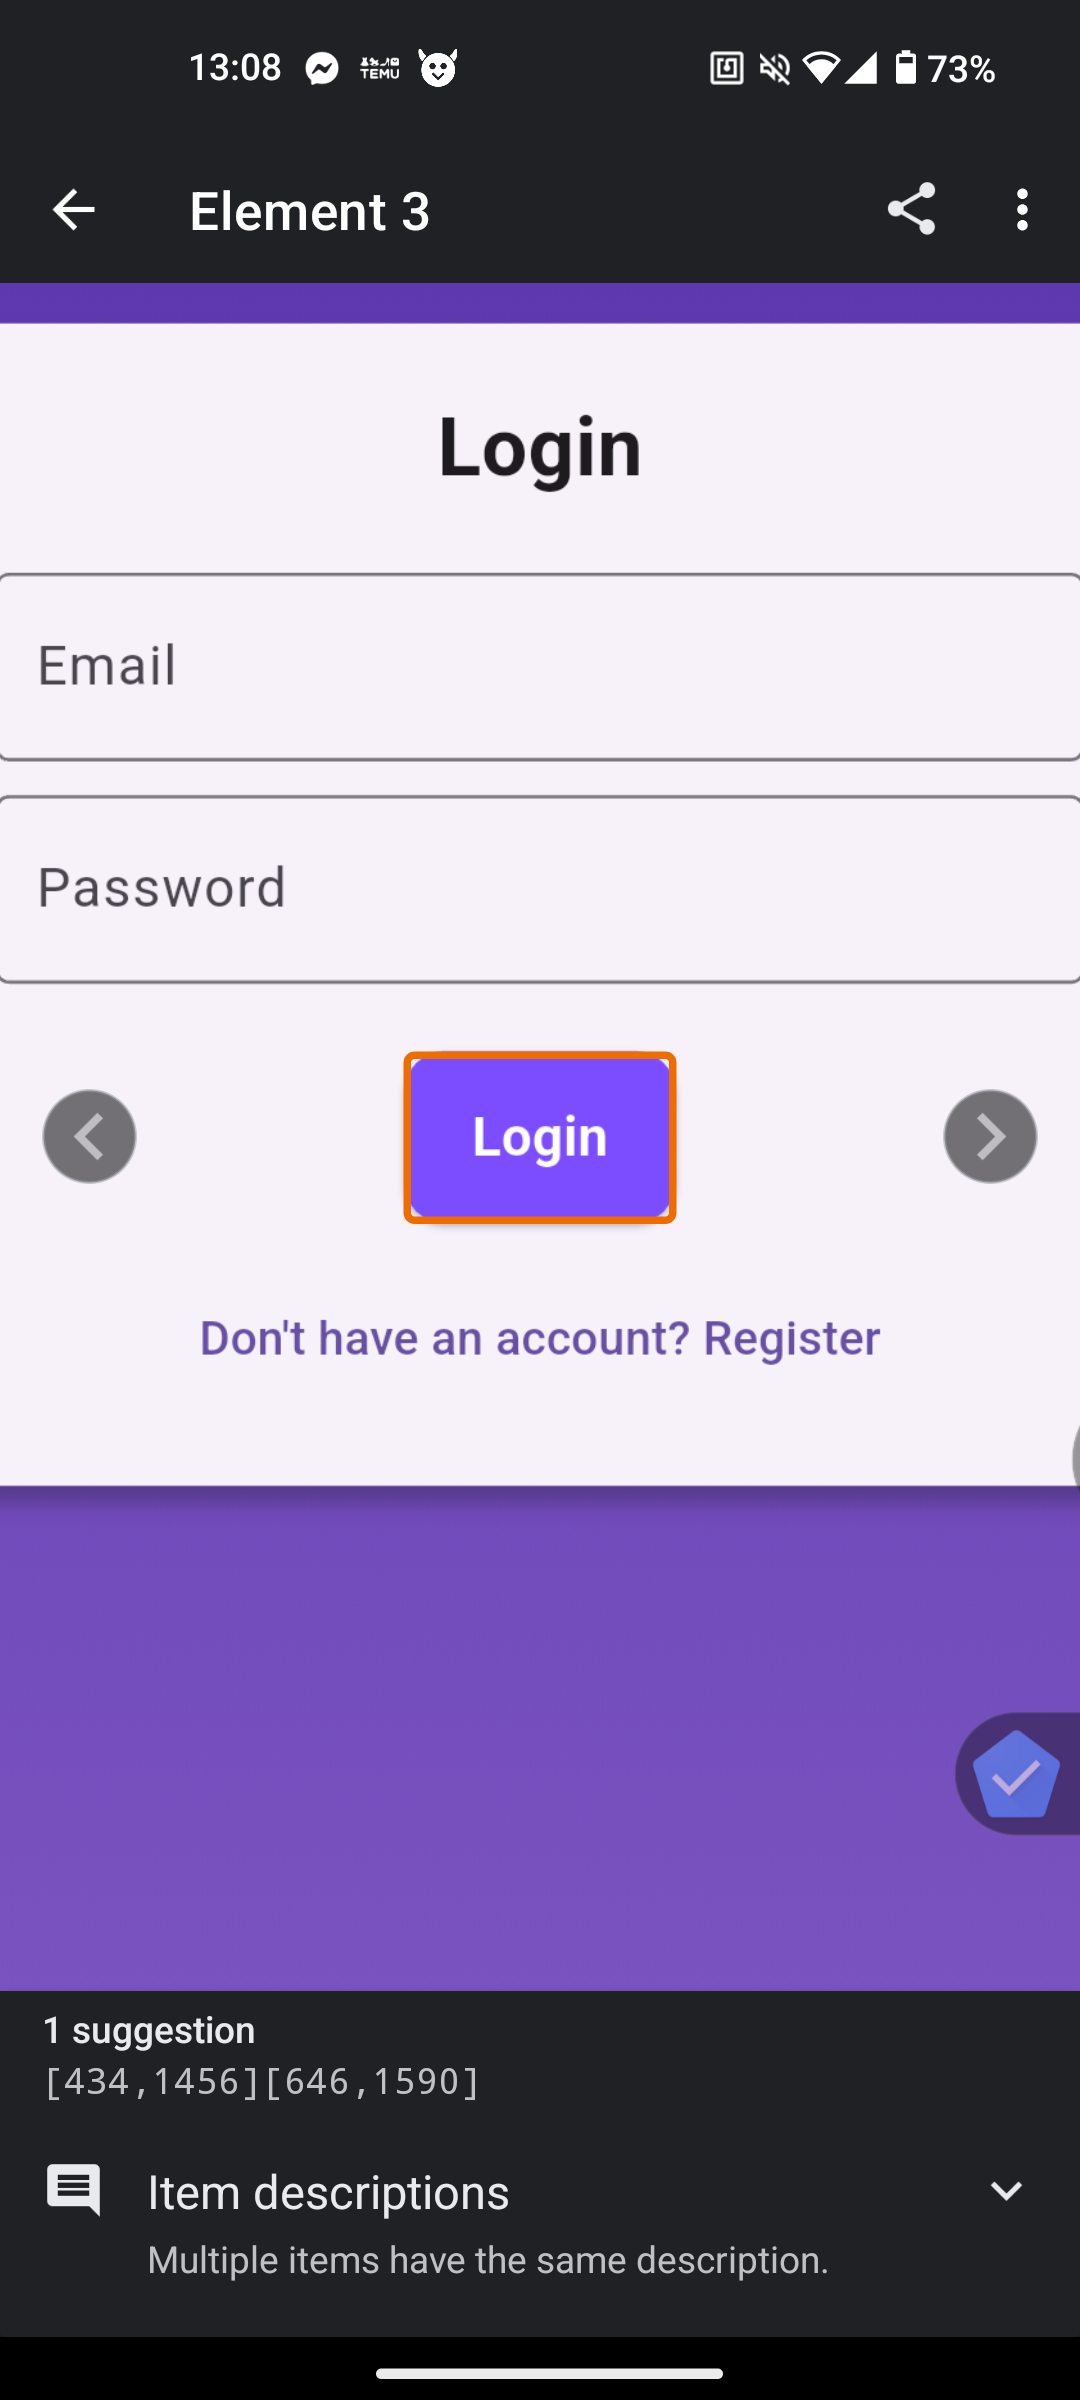 13:08 TEMU 73%
Element 3
Login
Email
Password
Login
Don't have an account? Register
1 suggestion
[434,1456][646,1590]
Item descriptions
Multiple items have the same description.